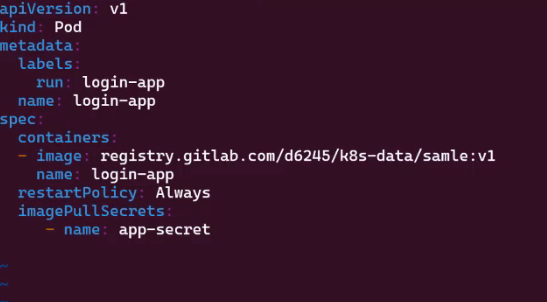 apiVersion: v1
kind: Pod
metadata:
  labels:
    run: login-app
  name: login-app
spec:
  containers:
  - image: registry.gitlab.com/d6245/k8s-data/samle:v1
    name: login-app
  restartPolicy: Always
  imagePullSecrets:
     - name: app-secret
~
~